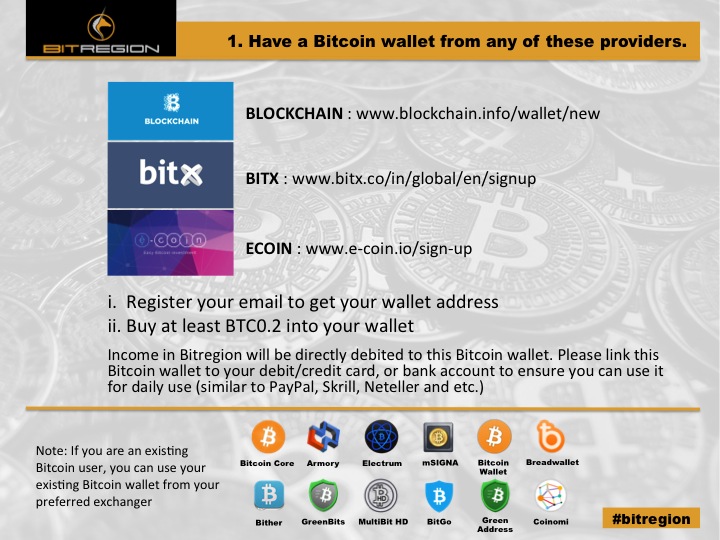 BITREGION
1. Have a Bitcoin wallet from any of these providers.
BLOCKCHAIN
BLOCKCHAIN : www.blockchain.info/wallet/new
bitx
BITX : www.bitx.co/in/global/en/signup
e-coin
ECOIN : www.e-coin.io/sign-up
i. Register your email to get your wallet address
ii. Buy at least BTC0.2 into your wallet
Income in Bitregion will be directly debited to this Bitcoin wallet. Please link this
Bitcoin wallet to your debit/credit card, or bank account to ensure you can use it
for daily use (similar to PayPal, Skrill, Neteller and etc.)
Note: If you are an existing
Bitcoin user, you can use your
existing Bitcoin wallet from your
preferred exchanger
Bitcoin Core Armory Electrum mSIGNA Bitcoin Wallet Breadwallet
HD
Bither GreenBits MultiBit HD BitGo Green Address Coinomi
#bitregion